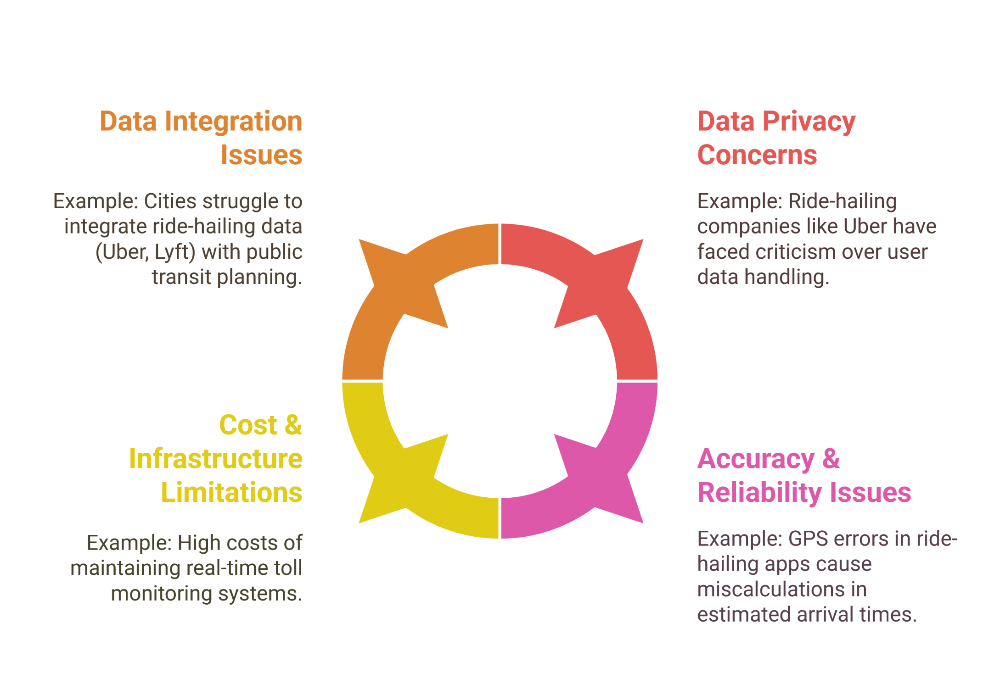 Data Integration
Issues
Example: Cities struggle to
integrate ride-hailing data
(Uber, Lyft) with public
transit planning.
Data Privacy
Concerns
Example: Ride-hailing
companies like Uber have
faced criticism over user
data handling.
Cost &
Infrastructure
Limitations
Example: High costs of
maintaining real-time toll
monitoring systems.
Accuracy &
Reliability Issues
Example: GPS errors in ride-
hailing apps cause
miscalculations in
estimated arrival times.